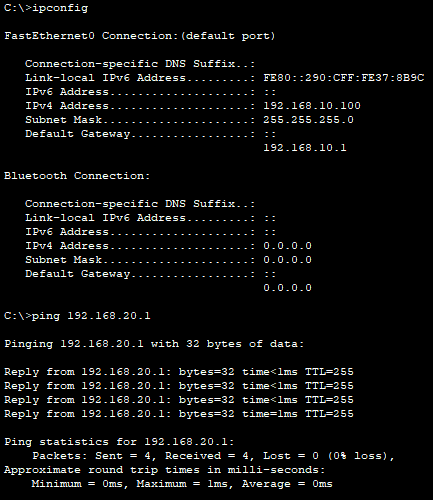 C:\>ipconfig
FastEthernet0 Connection:(default port)
Connection-specific DNS Suffix..:
Link-local IPv6 Address.........: FE80::290:CFF:FE37:8B9C
IPv6 Address....................: ::
IPv4 Address....................: 192.168.10.100
Subnet Mask.....................: 255.255.255.0
Default Gateway.................: ::
192.168.10.1
Bluetooth Connection:
Connection-specific DNS Suffix..:
Link-local IPv6 Address.........: ::
IPv6 Address....................: ::
IPv4 Address....................: 0.0.0.0
Subnet Mask.....................: 0.0.0.0
Default Gateway.................: ::
0.0.0.0
C:\>ping 192.168.20.1
Pinging 192.168.20.1 with 32 bytes of data:
Reply from 192.168.20.1: bytes=32 time<1ms TTL=255
Reply from 192.168.20.1: bytes=32 time<1ms TTL=255
Reply from 192.168.20.1: bytes=32 time<1ms TTL=255
Reply from 192.168.20.1: bytes=32 time=1ms TTL=255
Ping statistics for 192.168.20.1:
Packets: Sent = 4, Received = 4, Lost = 0 (0% loss),
Approximate round trip times in milli-seconds:
Minimum = 0ms, Maximum = 1ms, Average = 0ms